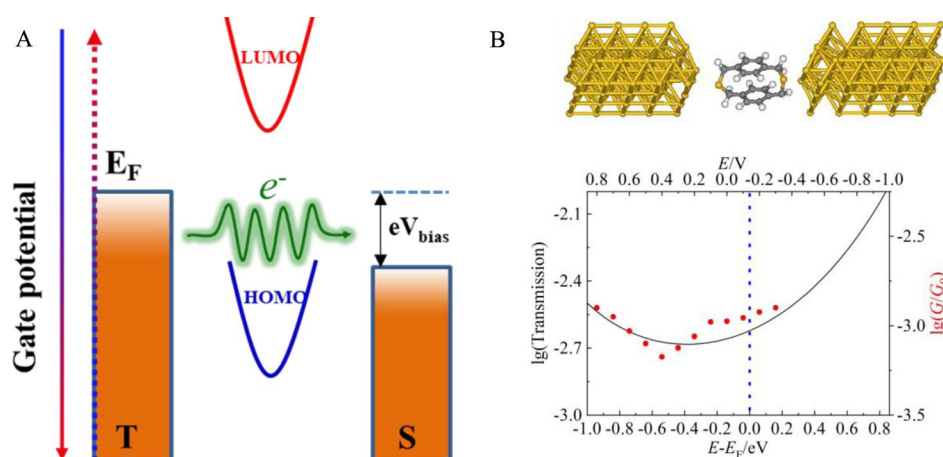 A
Gate potential
LUMO
E_F
e⁻
eV_bias
HOMO
T
S
B
E/V
0.8 0.6 0.4 0.2 0.0 -0.2 -0.4 -0.6 -0.8 -1.0
lg(Transmission)
-2.1
-2.4
-2.7
-3.0
lg(G/G₀)
-2.5
-3.0
-3.5
-1.0 -0.8 -0.6 -0.4 -0.2 0.0 0.2 0.4 0.6 0.8
E-E_F/eV